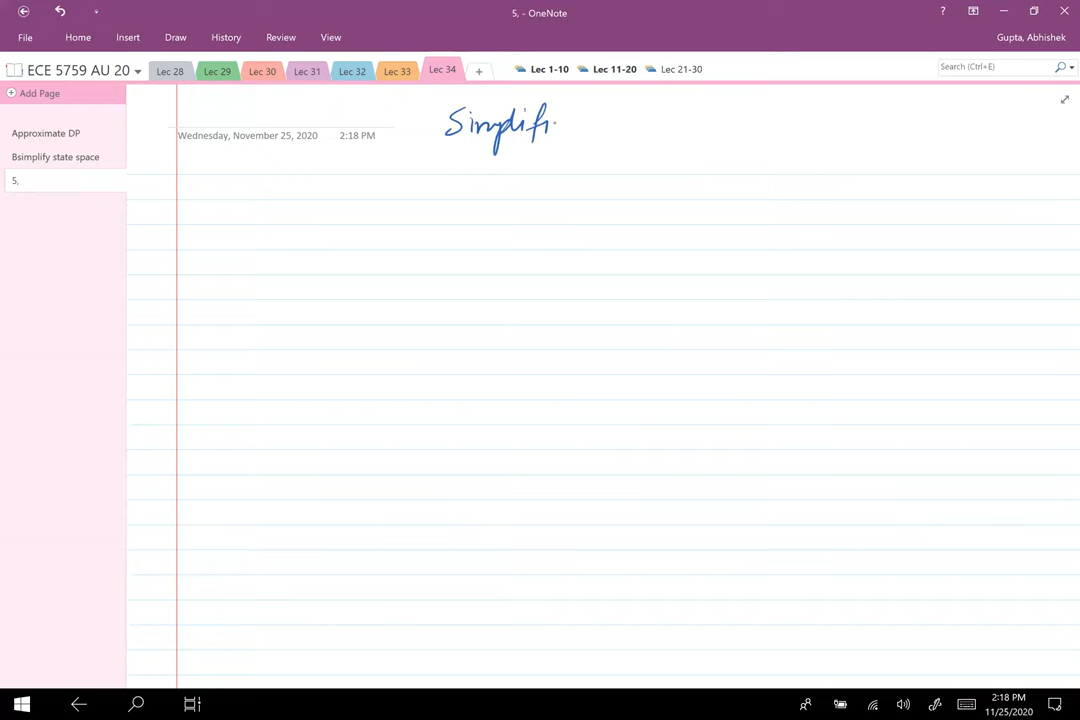 5, - OneNote
?
Gupta, Abhishek
File Home Insert Draw History Review View
ECE 5759 AU 20
Lec 28 Lec 29 Lec 30 Lec 31 Lec 32 Lec 33 Lec 34 + Lec 1-10 Lec 11-20 Lec 21-30
Search (Ctrl+E)
Add Page
Approximate DP
Bsimplify state space
5,
Wednesday, November 25, 2020 2:18 PM
Simplifi
2:18 PM
11/25/2020